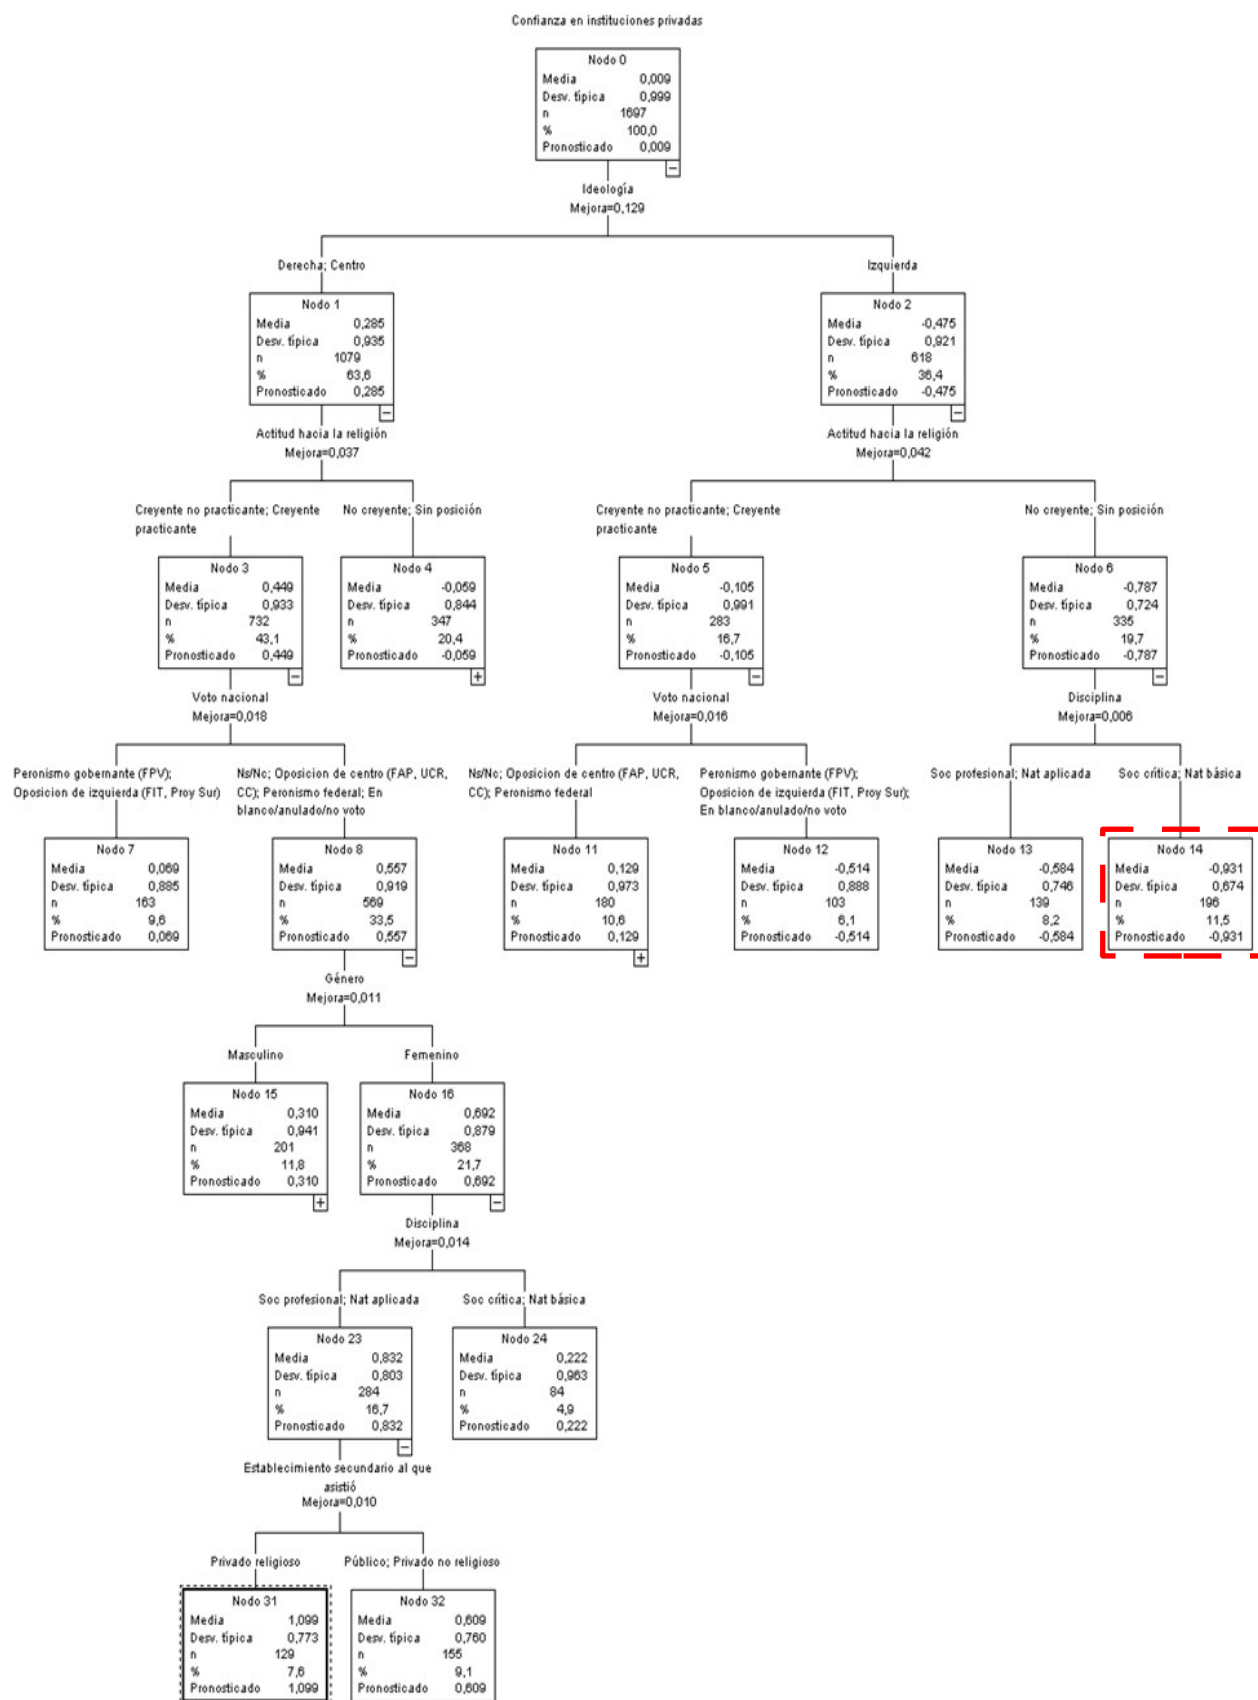 Confianza en instituciones privadas
Nodo 0
Media 0,009
Desv. típica 0,999
n 1697
% 100,0
Pronosticado 0,009
Ideología
Mejora=0,129
Derecha; Centro
Izquierda
Nodo 1
Media 0,285
Desv. típica 0,935
n 1079
% 63,6
Pronosticado 0,285
Nodo 2
Media -0,475
Desv. típica 0,921
n 618
% 36,4
Pronosticado -0,475
Actitud hacia la religión
Mejora=0,037
Actitud hacia la religión
Mejora=0,042
Creyente no practicante; Creyente
practicante
No creyente; Sin posición
Creyente no practicante; Creyente
practicante
No creyente; Sin posición
Nodo 3
Media 0,449
Desv. típica 0,933
n 732
% 43,1
Pronosticado 0,449
Nodo 4
Media -0,059
Desv. típica 0,844
n 347
% 20,4
Pronosticado -0,059
Nodo 5
Media -0,105
Desv. típica 0,991
n 283
% 16,7
Pronosticado -0,105
Nodo 6
Media -0,787
Desv. típica 0,724
n 335
% 19,7
Pronosticado -0,787
Voto nacional
Mejora=0,018
Voto nacional
Mejora=0,016
Disciplina
Mejora=0,006
Peronismo gobernante (FPV);
Oposicion de izquierda (FIT, Proy Sur)
Ns/Nc; Oposicion de centro (FAP, UCR,
CC); Peronismo federal; En
blanco/anulado/no voto
Ns/Nc; Oposicion de centro (FAP, UCR,
CC); Peronismo federal
Peronismo gobernante (FPV);
Oposicion de izquierda (FIT, Proy Sur);
En blanco/anulado/no voto
Soc profesional; Nat aplicada
Soc crítica; Nat básica
Nodo 7
Media 0,069
Desv. típica 0,885
n 163
% 9,6
Pronosticado 0,069
Nodo 8
Media 0,557
Desv. típica 0,919
n 569
% 33,5
Pronosticado 0,557
Nodo 11
Media 0,129
Desv. típica 0,973
n 180
% 10,6
Pronosticado 0,129
Nodo 12
Media -0,514
Desv. típica 0,888
n 103
% 6,1
Pronosticado -0,514
Nodo 13
Media -0,584
Desv. típica 0,746
n 139
% 8,2
Pronosticado -0,584
Nodo 14
Media -0,931
Desv. típica 0,674
n 196
% 11,5
Pronosticado -0,931
Género
Mejora=0,011
Masculino
Femenino
Nodo 15
Media 0,310
Desv. típica 0,941
n 201
% 11,8
Pronosticado 0,310
Nodo 16
Media 0,692
Desv. típica 0,879
n 368
% 21,7
Pronosticado 0,692
Disciplina
Mejora=0,014
Soc profesional; Nat aplicada
Soc crítica; Nat básica
Nodo 23
Media 0,832
Desv. típica 0,803
n 284
% 16,7
Pronosticado 0,832
Nodo 24
Media 0,222
Desv. típica 0,963
n 84
% 4,9
Pronosticado 0,222
Establecimiento secundario al que
asistió
Mejora=0,010
Privado religioso
Público; Privado no religioso
Nodo 31
Media 1,099
Desv. típica 0,773
n 129
% 7,6
Pronosticado 1,099
Nodo 32
Media 0,609
Desv. típica 0,760
n 155
% 9,1
Pronosticado 0,609